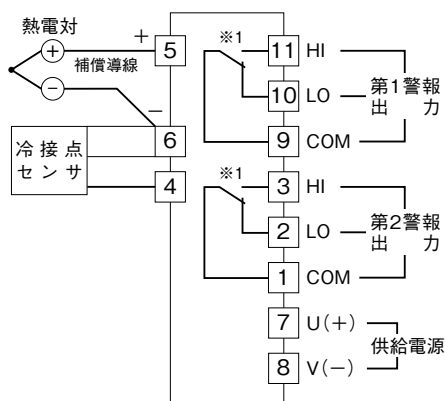 熱電対
＋
－
補償導線
＋
5
－
6
冷接点
センサ
4
※1
11 HI
10 LO
9 COM
第1警報
出 力
※1
3 HI
2 LO
1 COM
第2警報
出 力
7 U(＋)
8 V(－)
供給電源